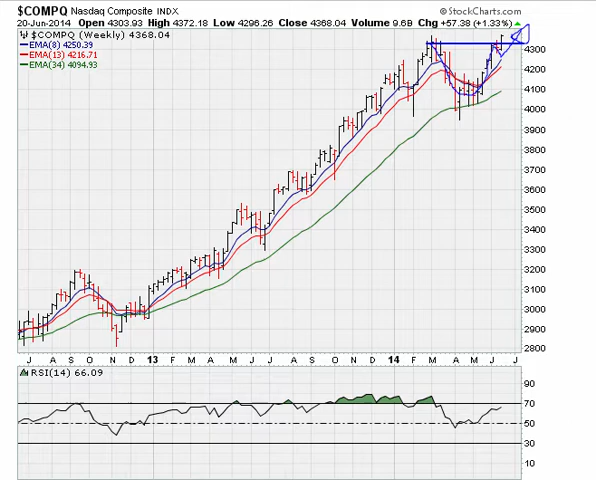 $COMPQ Nasdaq Composite INDX © StockCharts.com
20-Jun-2014 Open 4303.93 High 4372.18 Low 4296.26 Close 4368.04 Volume 9.6B Chg +57.38 (+1.33%)
$COMPQ (Weekly) 4368.04
EMA(8) 4250.39
EMA(13) 4216.71
EMA(34) 4094.93
4300
4200
4100
4000
3900
3800
3700
3600
3500
3400
3300
3200
3100
3000
2900
2800
J A S O N D 13 F M A M J J A S O N D 14 F M A M J J
RSI(14) 66.09
90
70
50
30
10